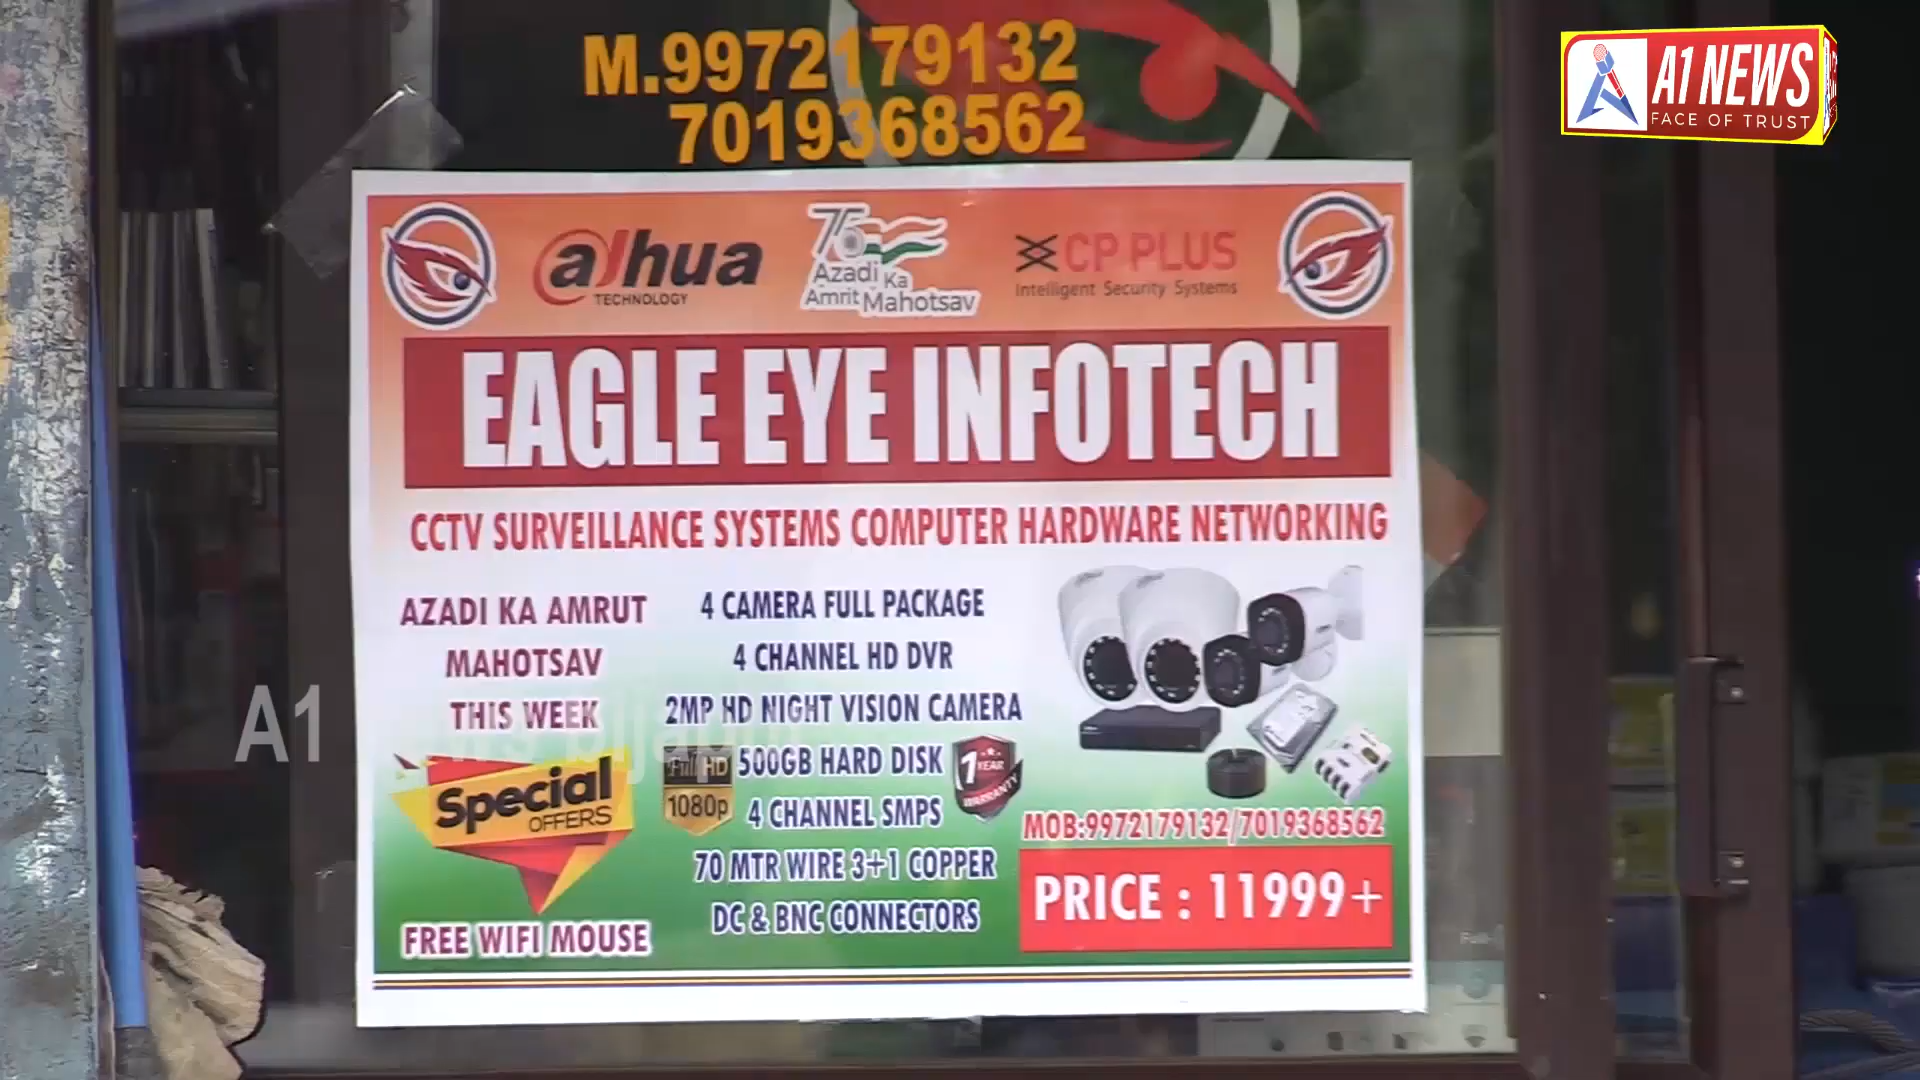 M.9972179132
7019368562
A1 NEWS
FACE OF TRUST
alhua
TECHNOLOGY
75
Azadi Ka
Amrit Mahotsav
CP PLUS
Intelligent Security Systems
EAGLE EYE INFOTECH
CCTV SURVEILLANCE SYSTEMS COMPUTER HARDWARE NETWORKING
AZADI KA AMRUT
MAHOTSAV
THIS WEEK
Special
OFFERS
FREE WIFI MOUSE
4 CAMERA FULL PACKAGE
4 CHANNEL HD DVR
2MP HD NIGHT VISION CAMERA
Full HD
1080p
500GB HARD DISK
1 YEAR
WARRANTY
4 CHANNEL SMPS
70 MTR WIRE 3+1 COPPER
DC & BNC CONNECTORS
MOB:9972179132/7019368562
PRICE : 11999+
A1 News bijapur